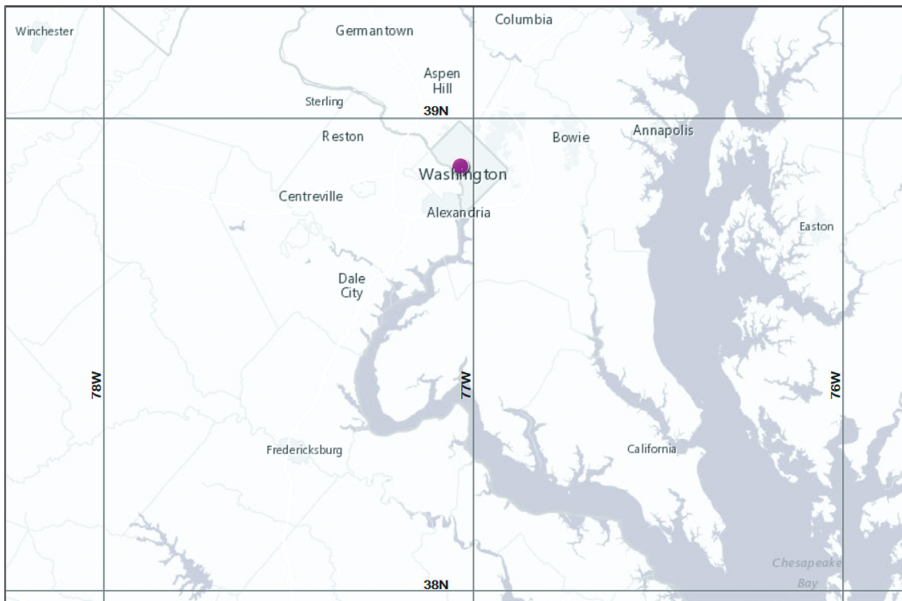 Winchester
Germantown
Columbia
Aspen
Hill
Sterling
39N
Reston
Bowie
Annapolis
Washington
Centreville
Alexandria
Easton
Dale
City
78W
77W
76W
Fredericksburg
California
Chesapeake
Bay
38N